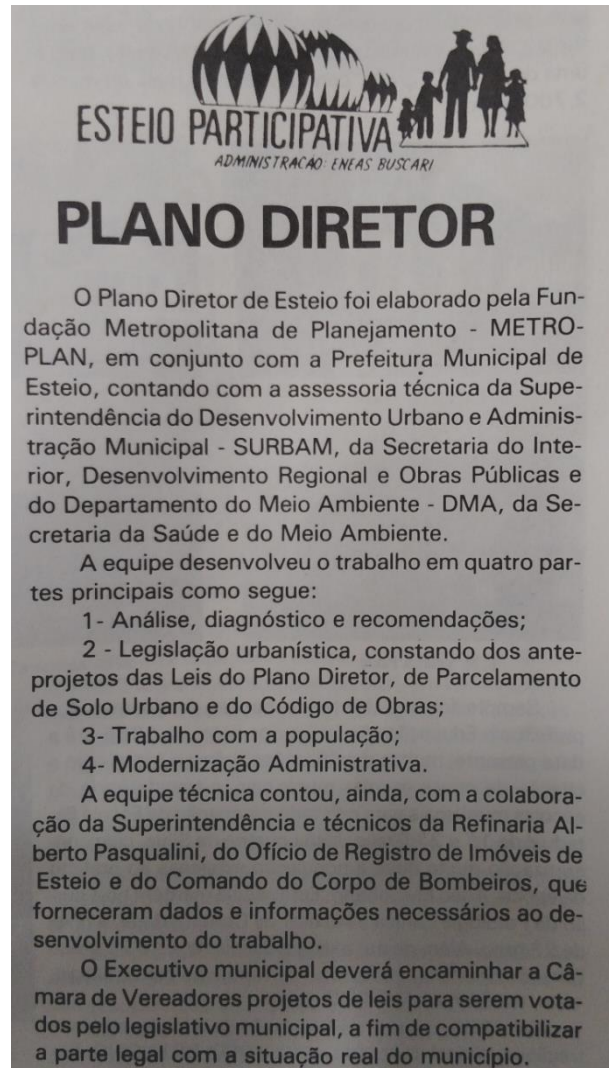 ESTEIO PARTICIPATIVA
ADMINISTRACAO: ENEAS BUSCARI
PLANO DIRETOR
O Plano Diretor de Esteio foi elaborado pela Fun-
dação Metropolitana de Planejamento - METRO-
PLAN, em conjunto com a Prefeitura Municipal de
Esteio, contando com a assessoria técnica da Supe-
rintendência do Desenvolvimento Urbano e Adminis-
tração Municipal - SURBAM, da Secretaria do Inte-
rior, Desenvolvimento Regional e Obras Públicas e
do Departamento do Meio Ambiente - DMA, da Se-
cretaria da Saúde e do Meio Ambiente.
A equipe desenvolveu o trabalho em quatro par-
tes principais como segue:
1- Análise, diagnóstico e recomendações;
2 - Legislação urbanística, constando dos ante-
projetos das Leis do Plano Diretor, de Parcelamento
de Solo Urbano e do Código de Obras;
3- Trabalho com a população;
4- Modernização Administrativa.
A equipe técnica contou, ainda, com a colabora-
ção da Superintendência e técnicos da Refinaria Al-
berto Pasqualini, do Ofício de Registro de Imóveis de
Esteio e do Comando do Corpo de Bombeiros, que
forneceram dados e informações necessários ao de-
senvolvimento do trabalho.
O Executivo municipal deverá encaminhar a Câ-
mara de Vereadores projetos de leis para serem vota-
dos pelo legislativo municipal, a fim de compatibilizar
a parte legal com a situação real do município.